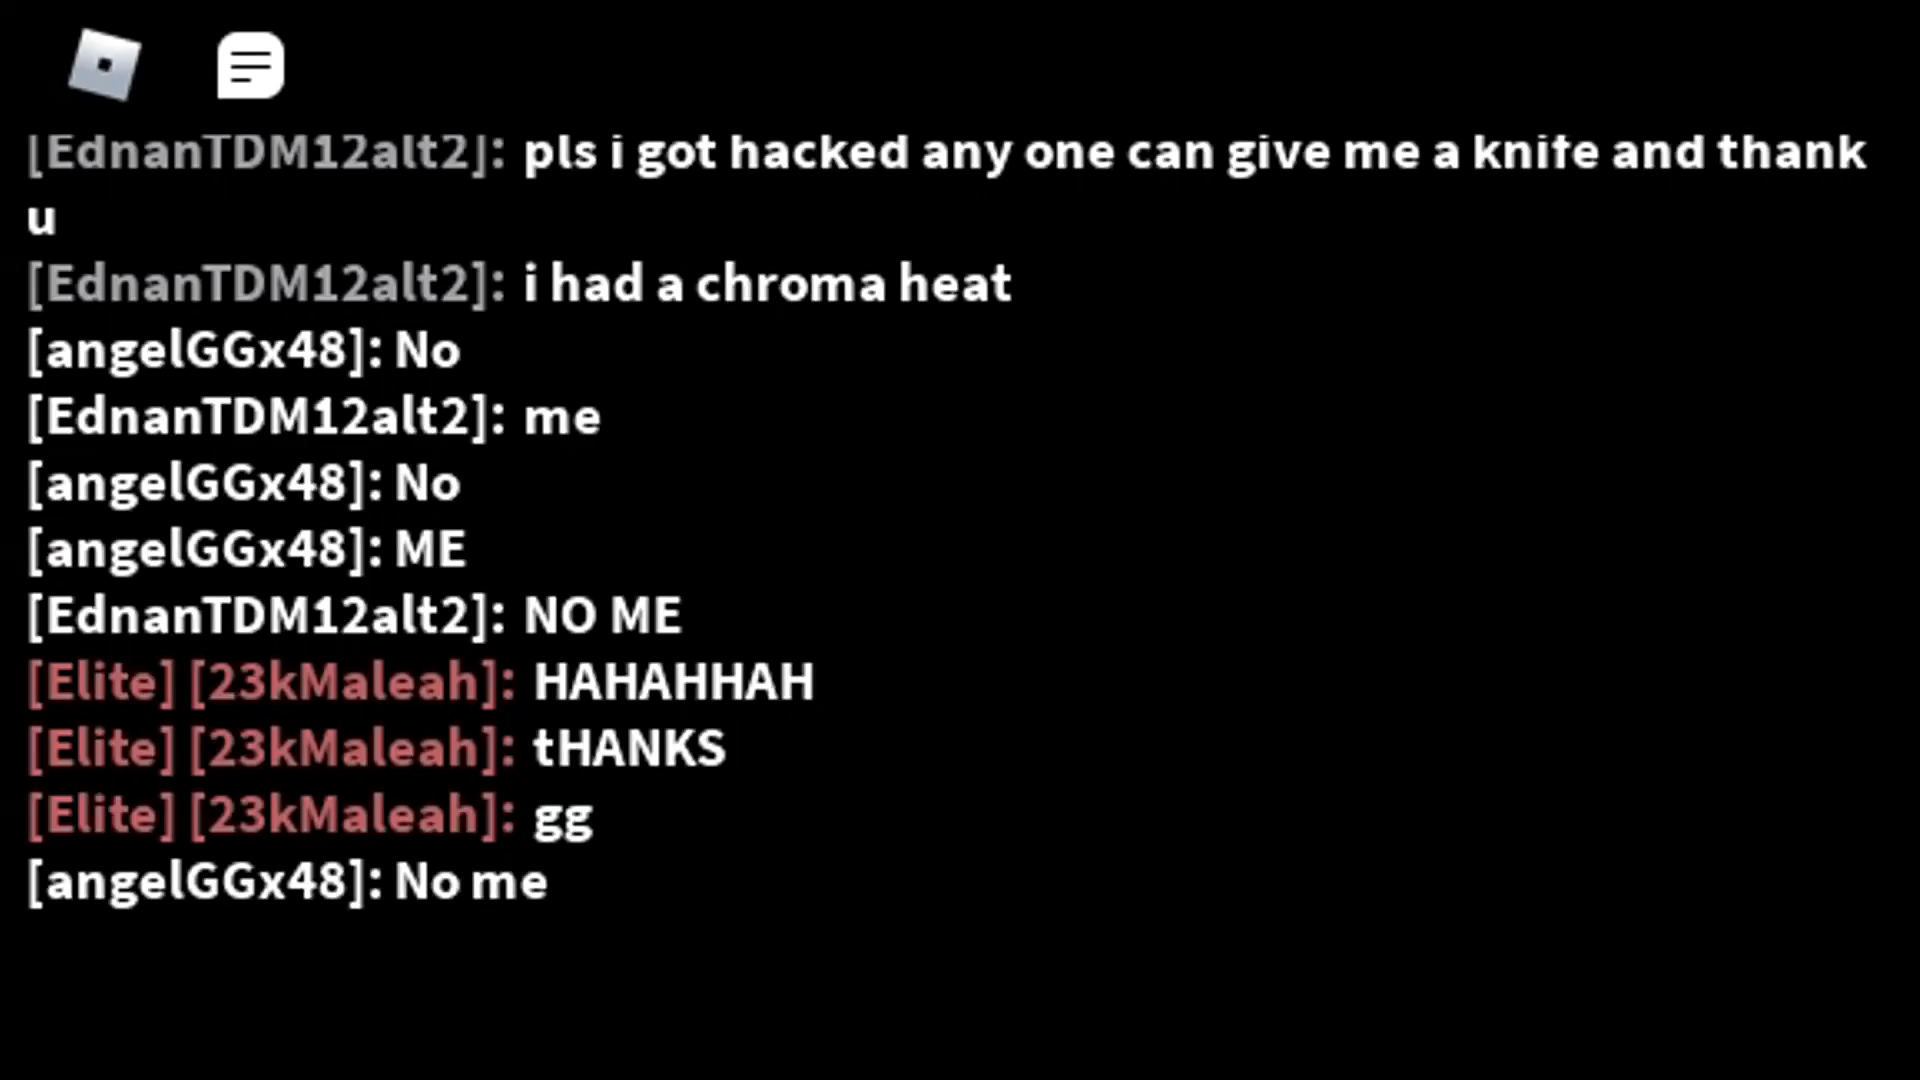 [EdnanTDM12alt2]: pls i got hacked any one can give me a knife and thank
u
[EdnanTDM12alt2]: i had a chroma heat
[angelGGx48]: No
[EdnanTDM12alt2]: me
[angelGGx48]: No
[angelGGx48]: ME
[EdnanTDM12alt2]: NO ME
[Elite] [23kMaleah]: HAHAHHAH
[Elite] [23kMaleah]: tHANKS
[Elite] [23kMaleah]: gg
[angelGGx48]: No me